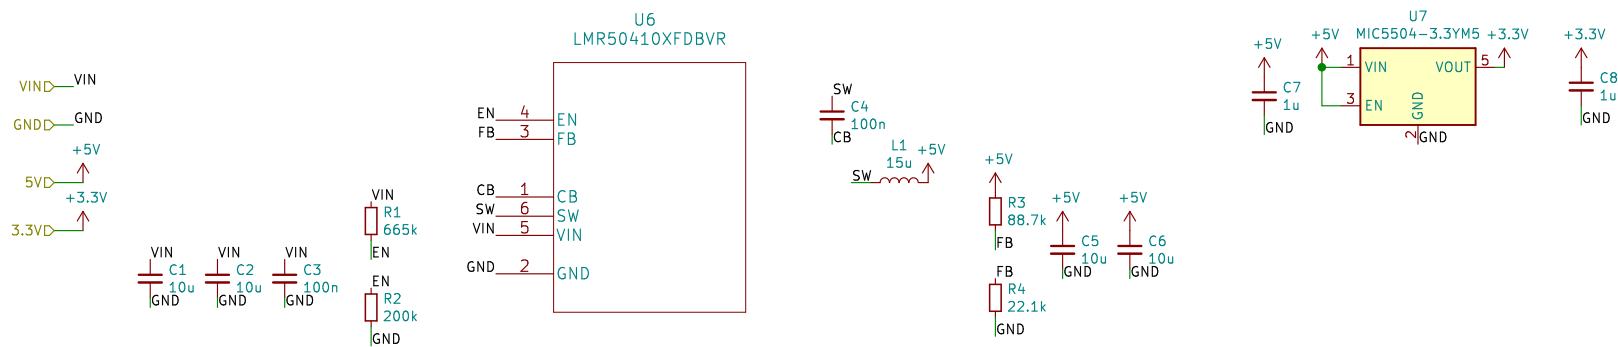 VIN
VIN
GND
GND
+5V
5V
+3.3V
3.3V
VIN
C1
10u
GND
VIN
C2
10u
GND
VIN
C3
100n
GND
VIN
R1
665k
EN
EN
R2
200k
GND
U6
LMR50410XFDBVR
EN
4
EN
FB
3
FB
CB
1
CB
SW
6
SW
VIN
5
VIN
GND
2
GND
SW
C4
100n
CB
L1
15u
SW
+5V
+5V
R3
88.7k
FB
FB
R4
22.1k
GND
+5V
C5
10u
GND
+5V
C6
10u
GND
+5V
C7
1u
GND
U7
MIC5504-3.3YM5
+5V
1
VIN
3
EN
VOUT
5
+3.3V
GND
2
GND
+3.3V
C8
1u
GND